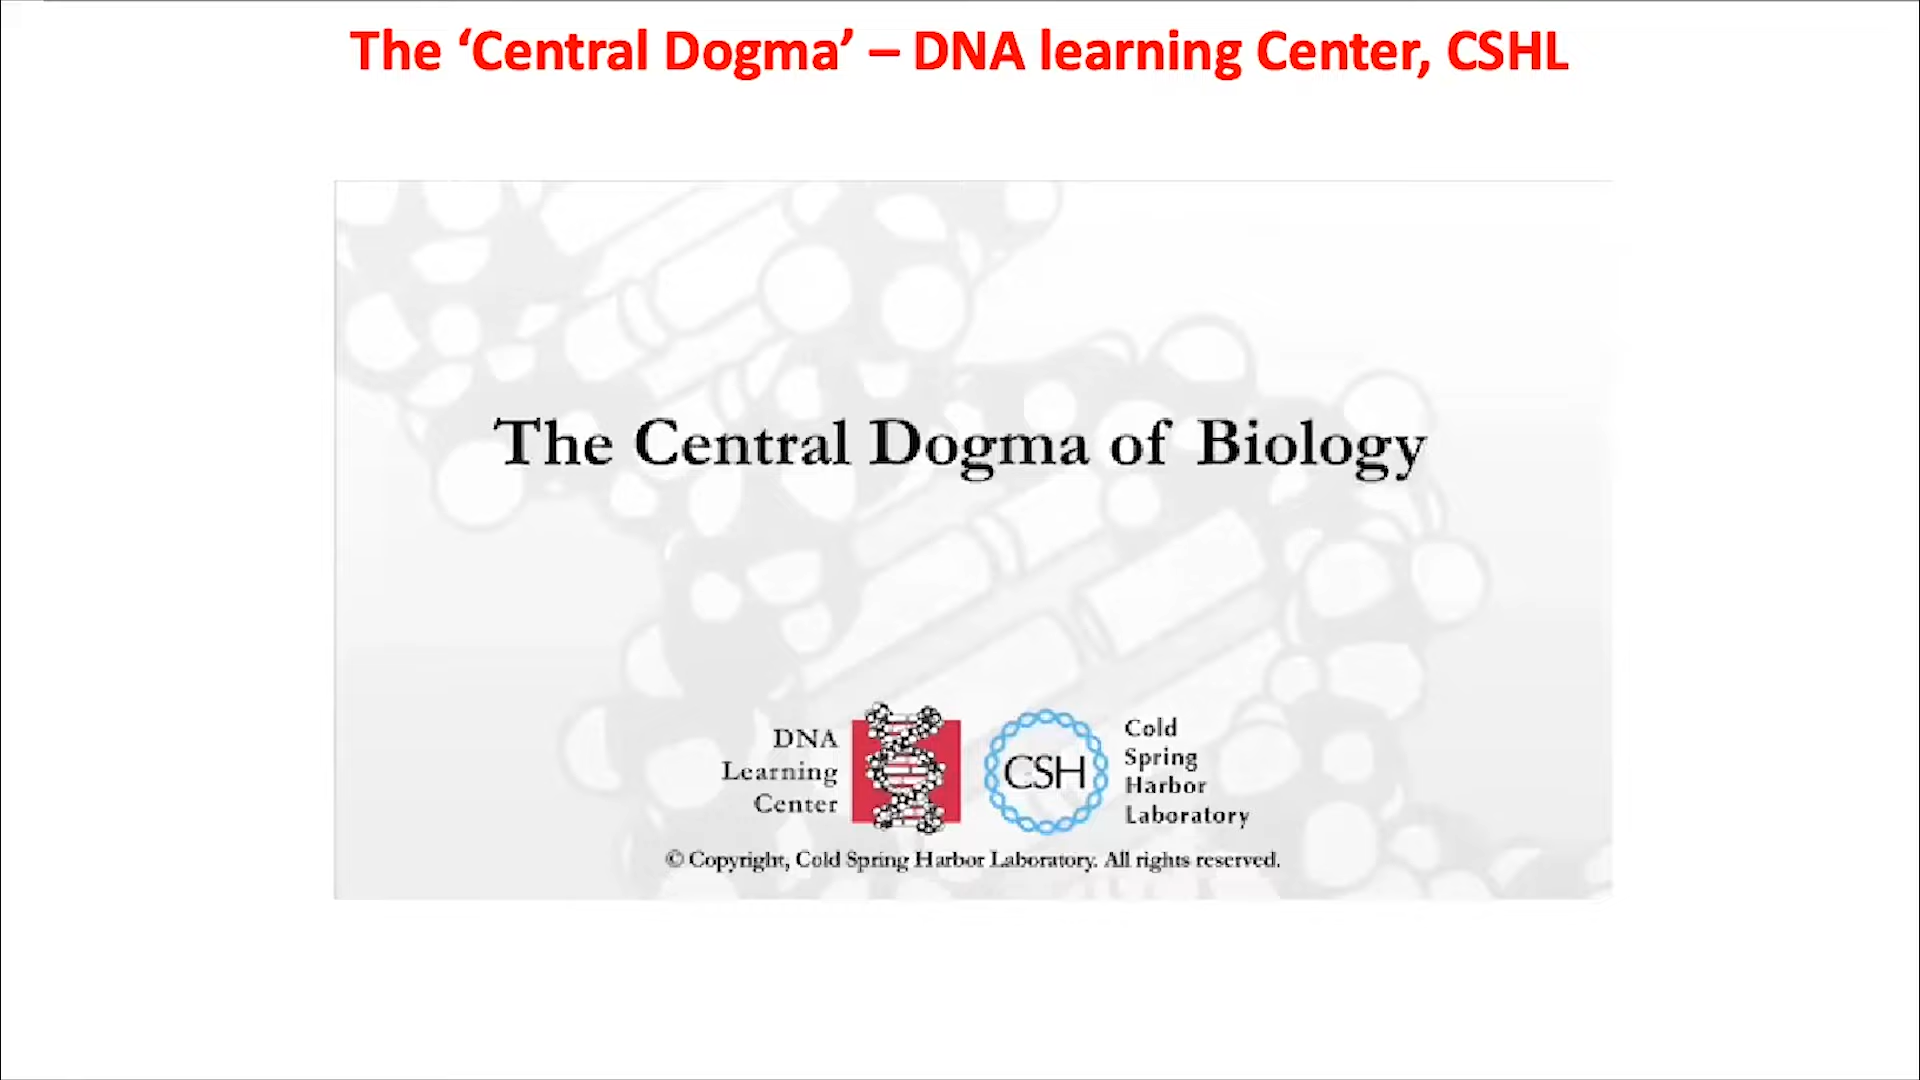 The ‘Central Dogma’ – DNA learning Center, CSHL
The Central Dogma of Biology
DNA
Learning
Center
CSH
Cold
Spring
Harbor
Laboratory
© Copyright, Cold Spring Harbor Laboratory. All rights reserved.